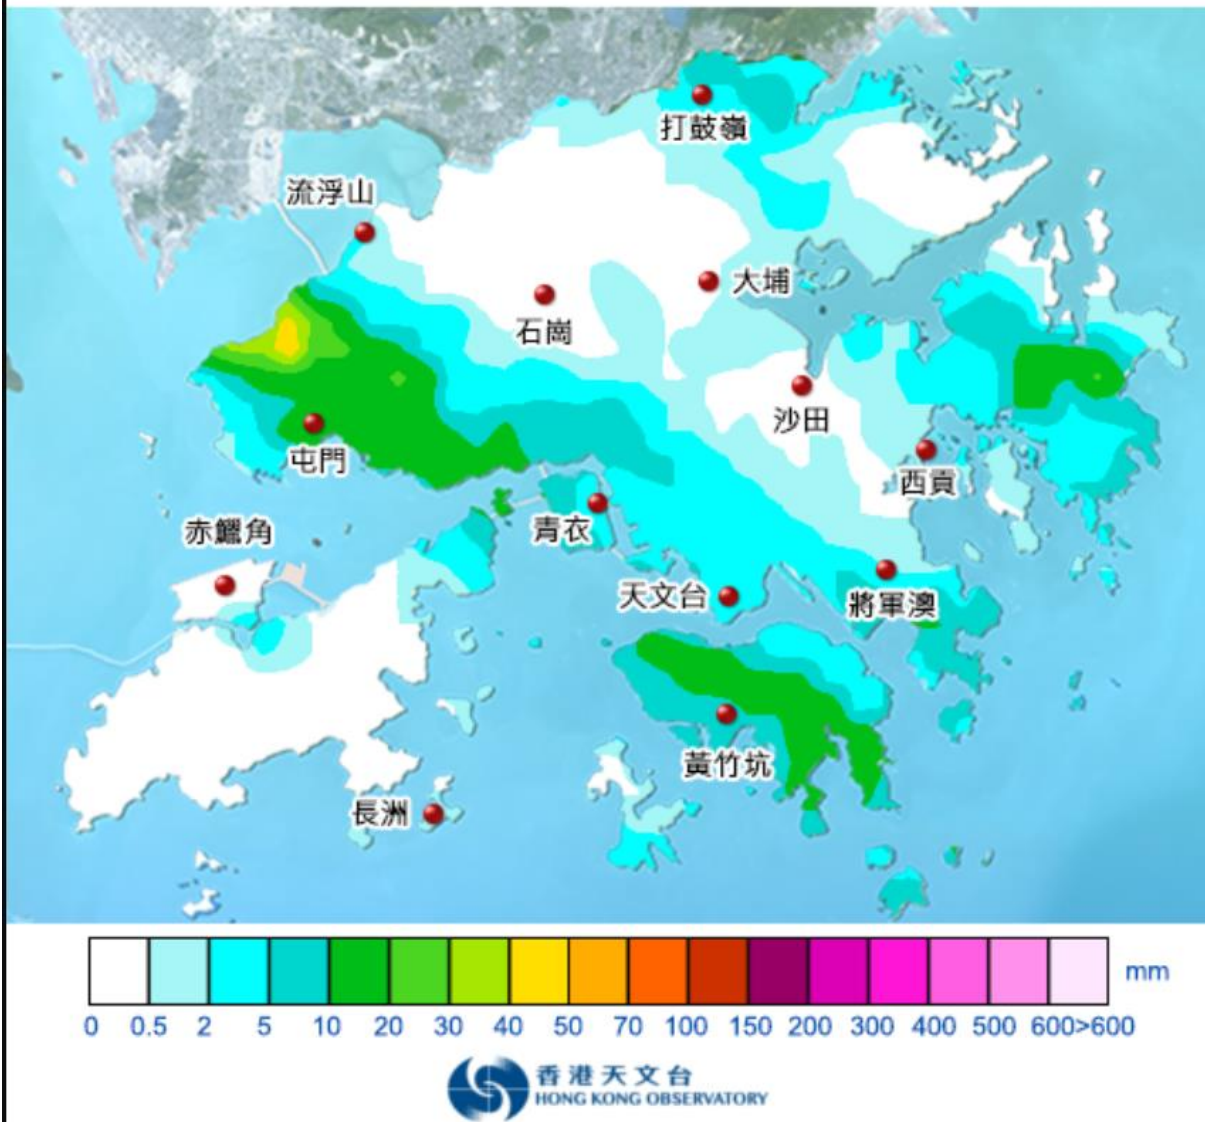 打鼓嶺
流浮山
大埔
石崗
沙田
屯門
西貢
赤鱲角
青衣
天文台
將軍澳
黃竹坑
長洲
mm
0 0.5 2 5 10 20 30 40 50 70 100 150 200 300 400 500 600>600
香港天文台
HONG KONG OBSERVATORY